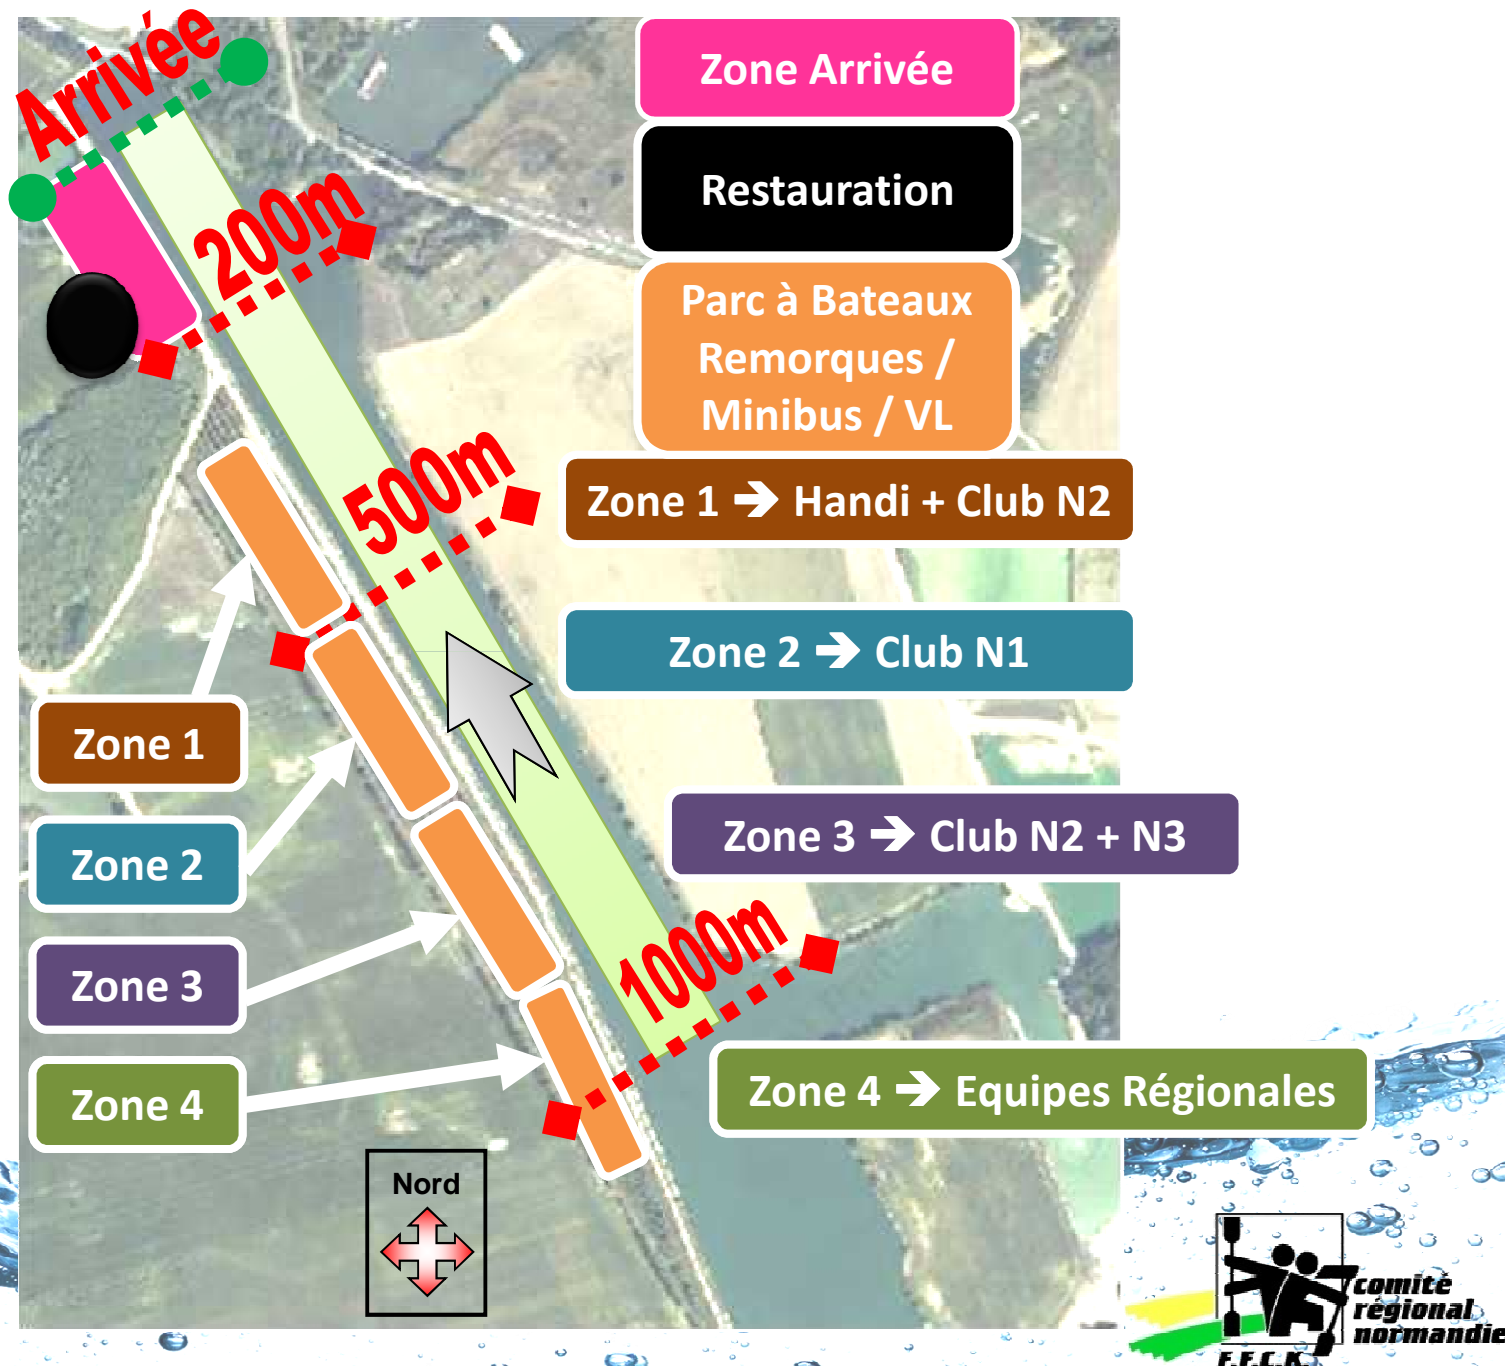 Arrivée
Zone Arrivée
Restauration
200m
Parc à Bateaux
Remorques /
Minibus / VL
500m
Zone 1 ➔ Handi + Club N2
Zone 2 ➔ Club N1
Zone 1
Zone 3 ➔ Club N2 + N3
Zone 2
1000m
Zone 3
Zone 4 ➔ Equipes Régionales
Zone 4
Nord
comité
régional
normandie
F.F.C.K.